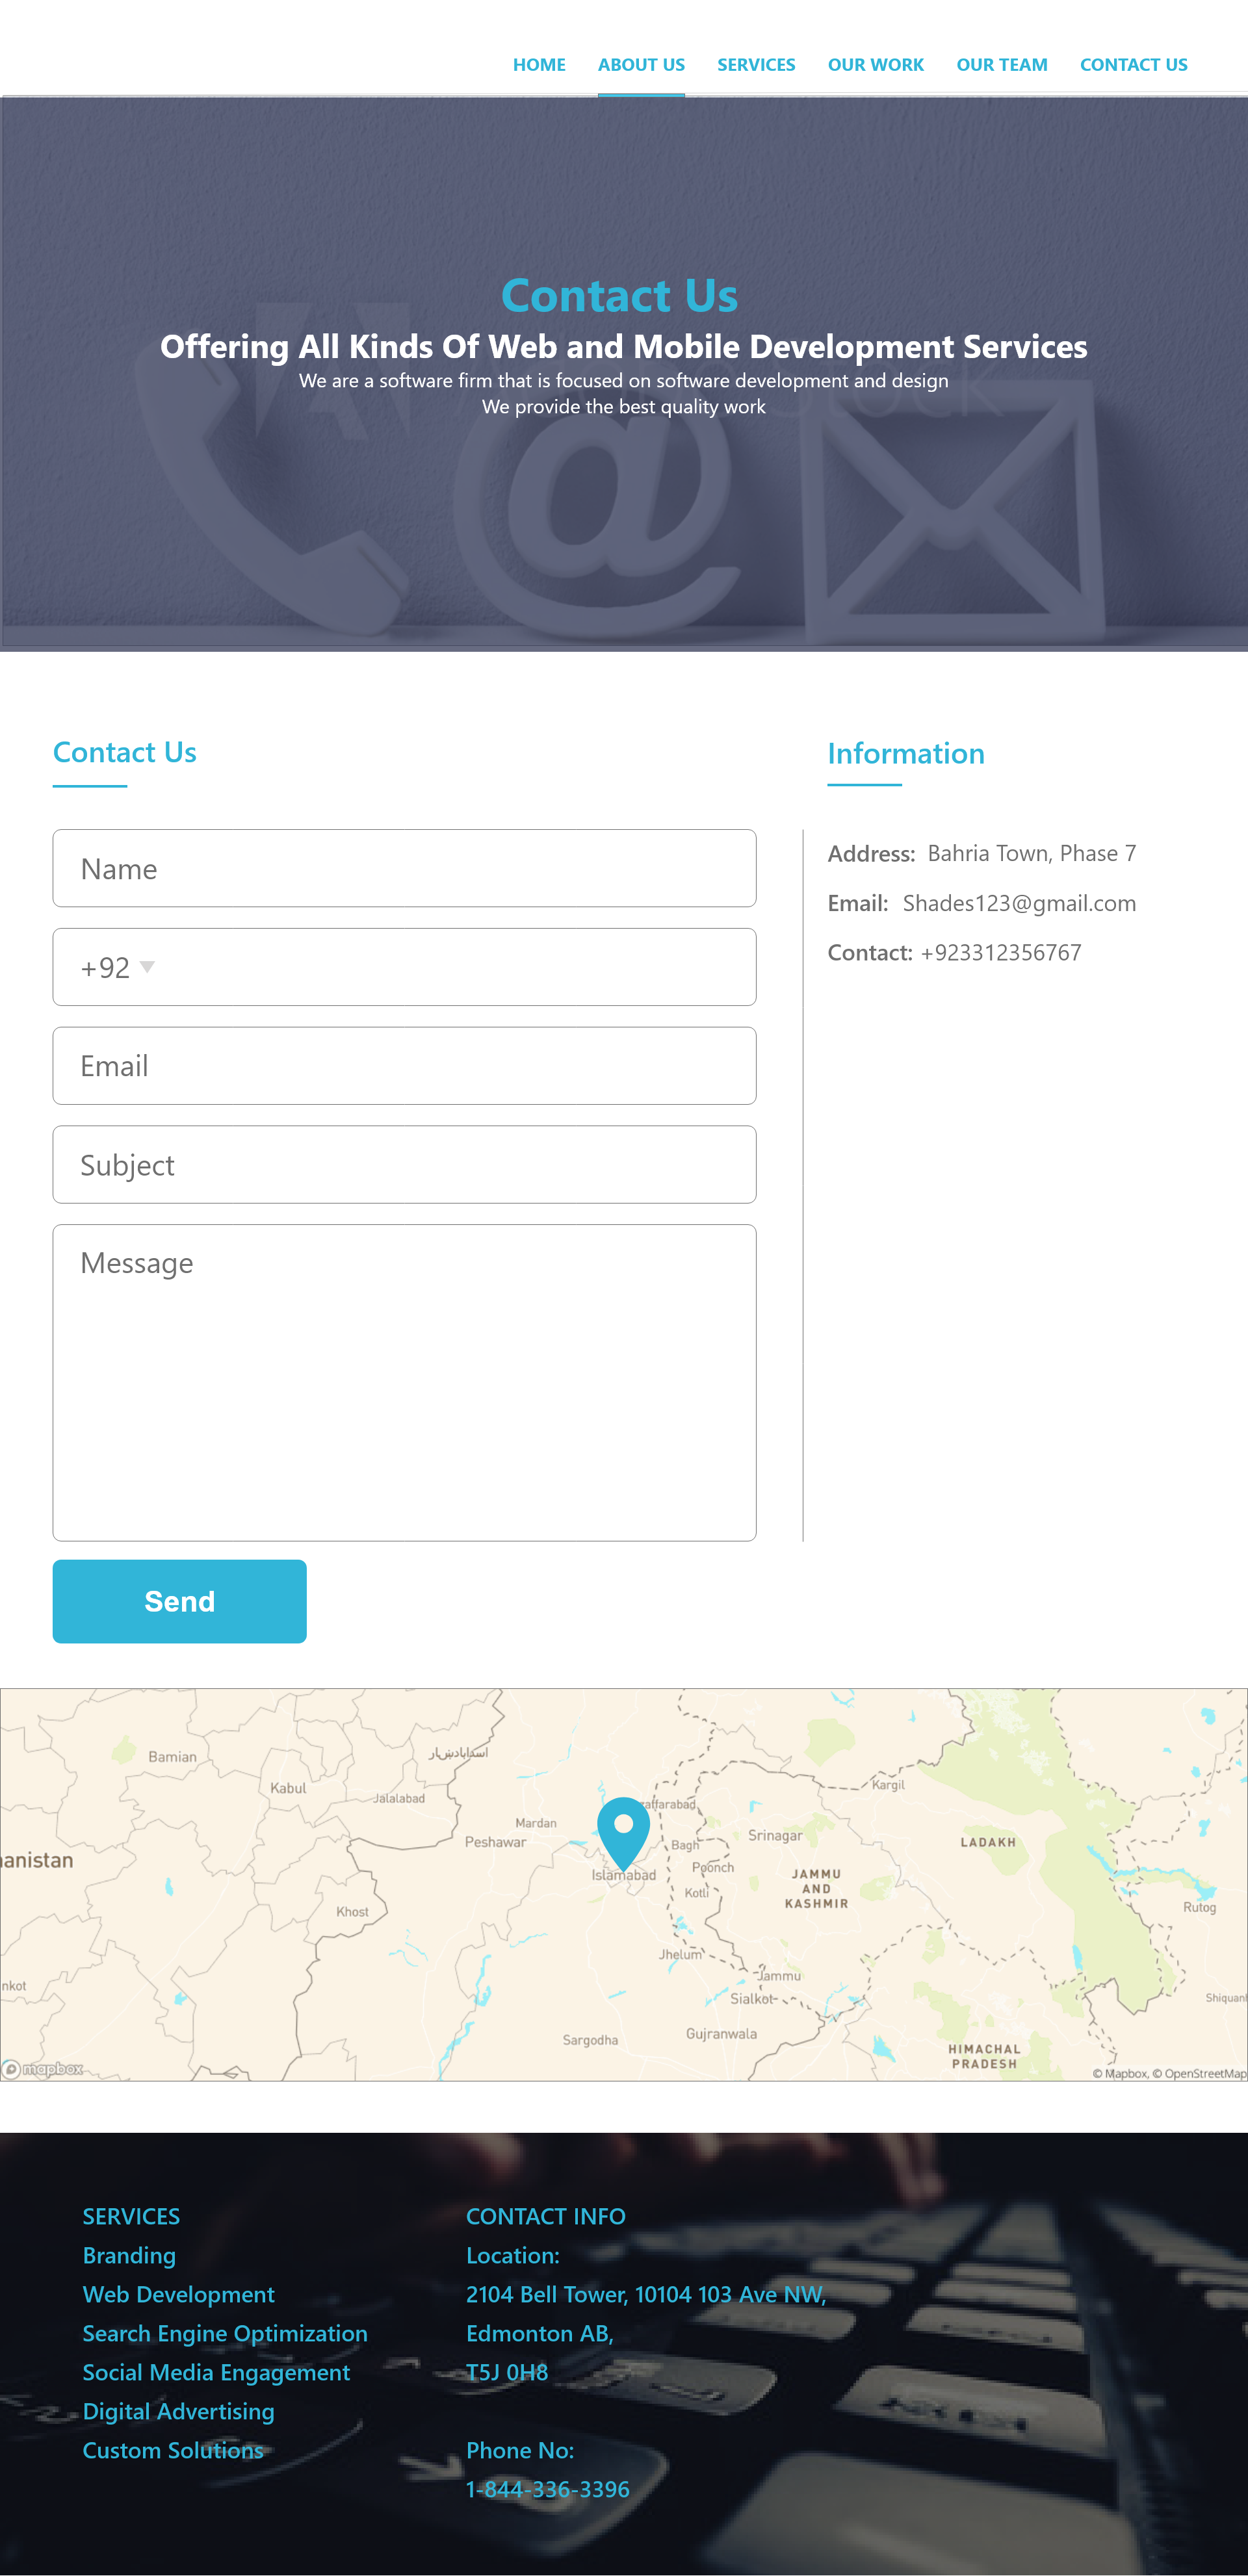 HOME ABOUT US SERVICES OUR WORK OUR TEAM CONTACT US
Contact Us
Offering All Kinds Of Web and Mobile Development Services
We are a software firm that is focused on software development and design
We provide the best quality work
Contact Us
Information
Name
Address: Bahria Town, Phase 7
Email: Shades123@gmail.com
+92
Contact: +923312356767
Email
Subject
Message
Send
Bamian
اسدابادښار
Kabul
Jalalabad
Kargil
Mardan
Peshawar
Bagh
Srinagar
LADAKH
anistan
Islamabad
Poonch
JAMMU
AND
KASHMIR
Kotli
Khost
Rutog
Jhelum
Jammu
Sialkot
nkot
Shiquanh
Sargodha
Gujranwala
HIMACHAL
PRADESH
mapbox
© Mapbox, © OpenStreetMap
SERVICES
Branding
Web Development
Search Engine Optimization
Social Media Engagement
Digital Advertising
Custom Solutions
CONTACT INFO
Location:
2104 Bell Tower, 10104 103 Ave NW,
Edmonton AB,
T5J 0H8
Phone No:
1-844-336-3396